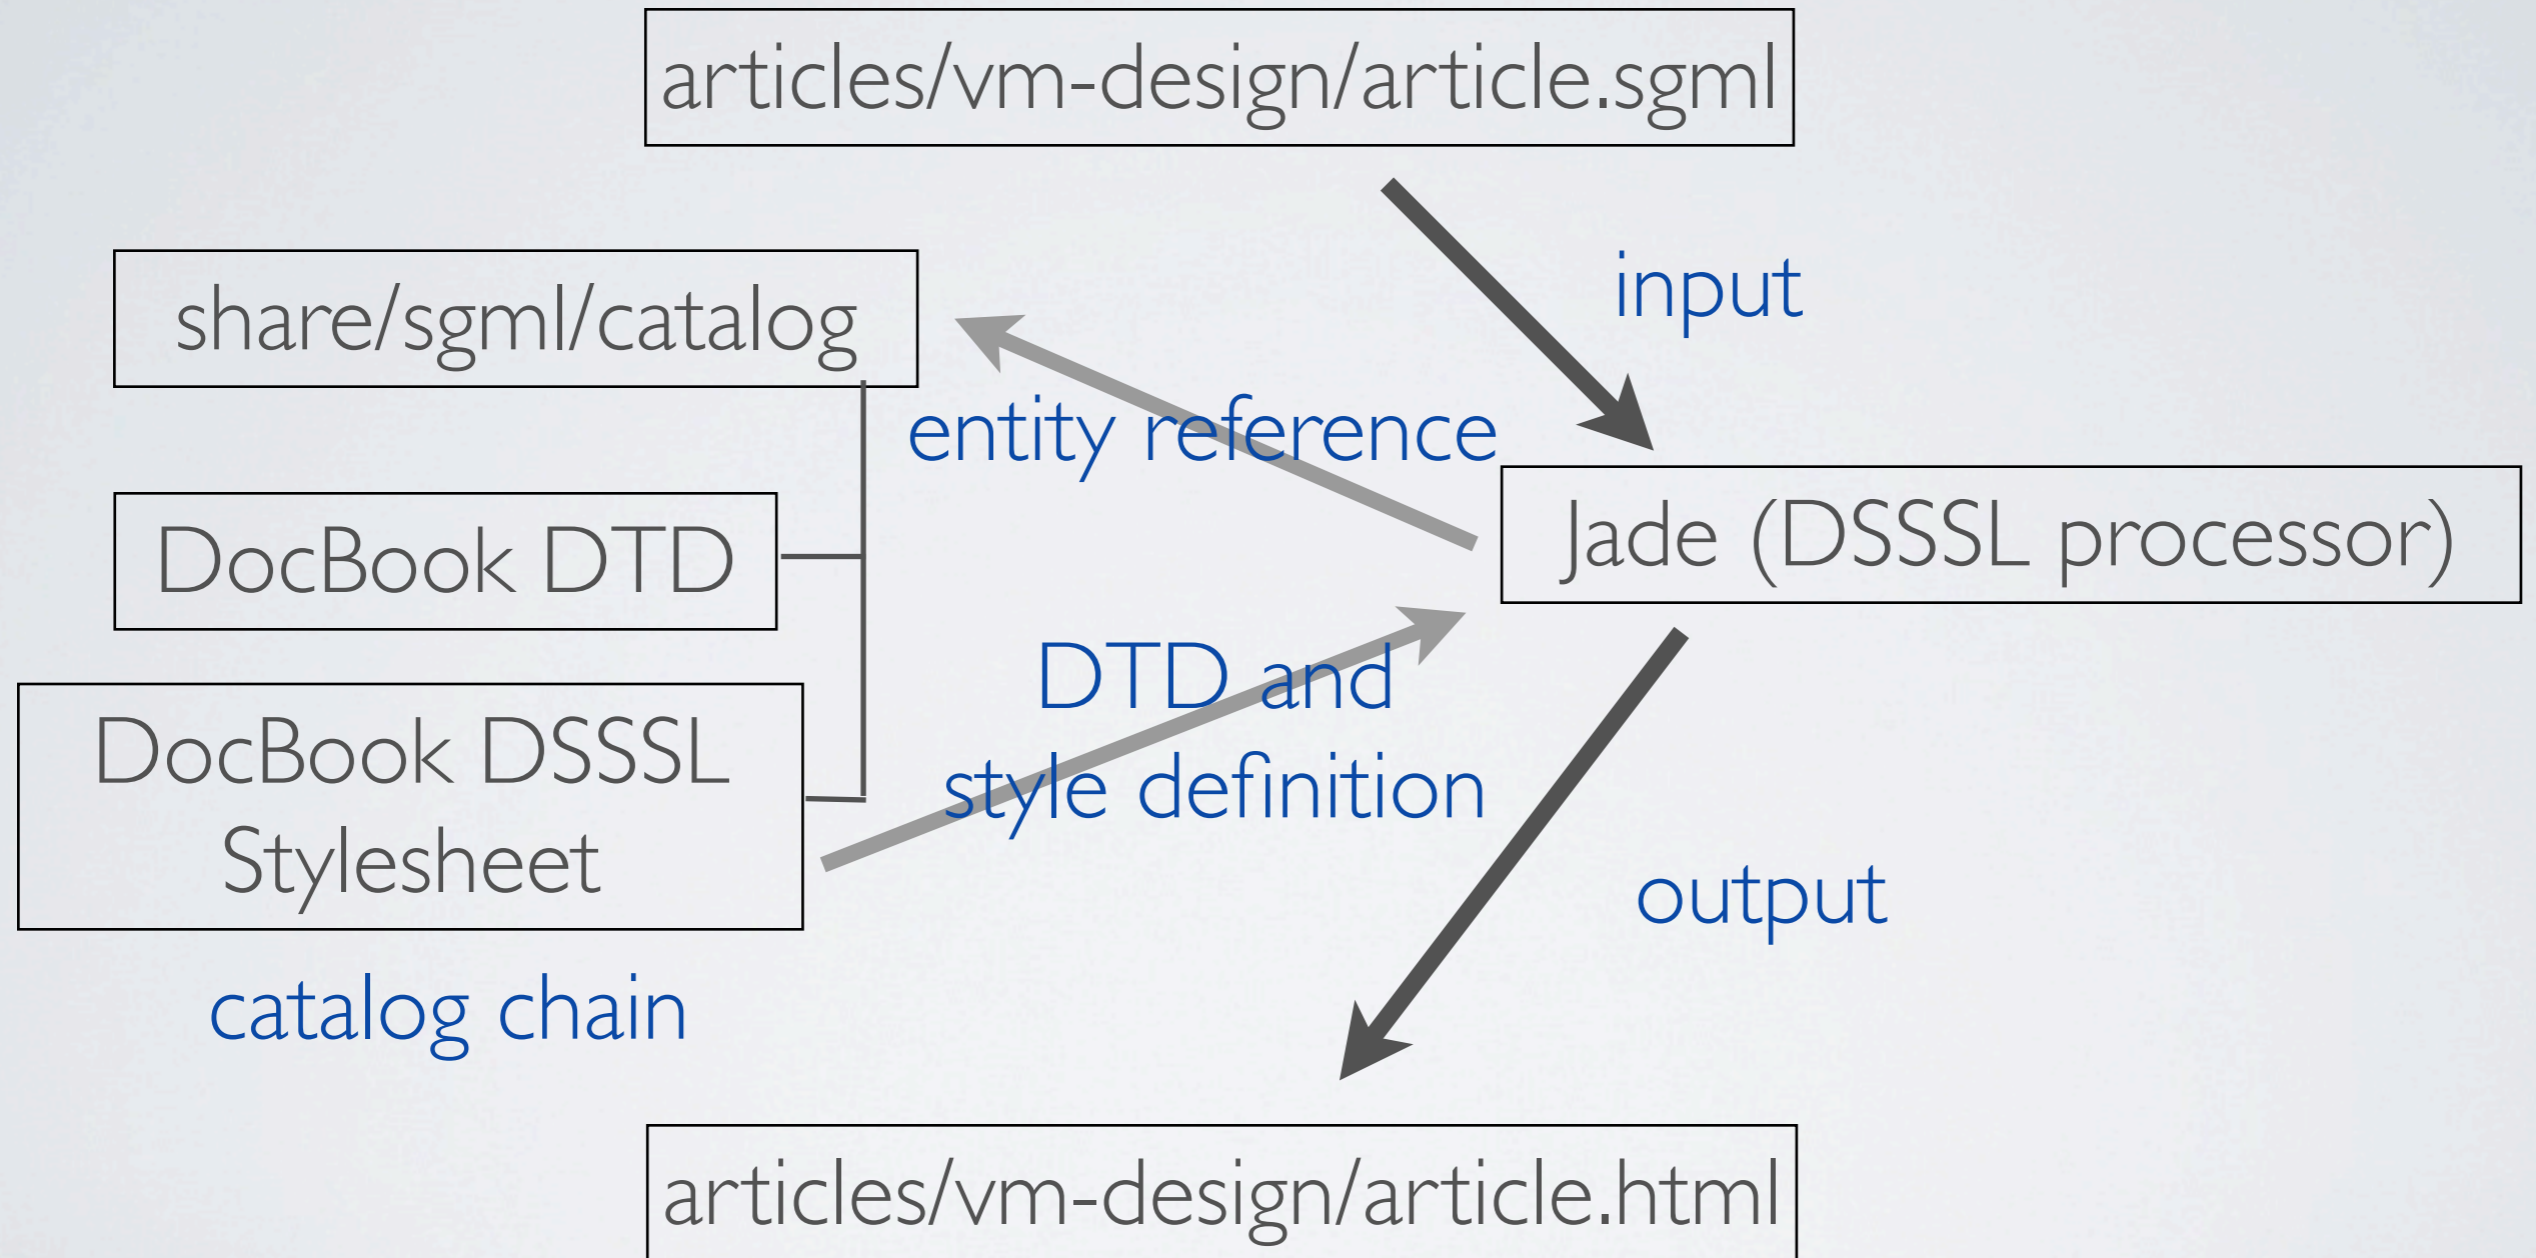 articles/vm-design/article.sgml
input
share/sgml/catalog
entity reference
Jade (DSSSL processor)
DocBook DTD
DTD and
style definition
DocBook DSSSL
Stylesheet
output
catalog chain
articles/vm-design/article.html